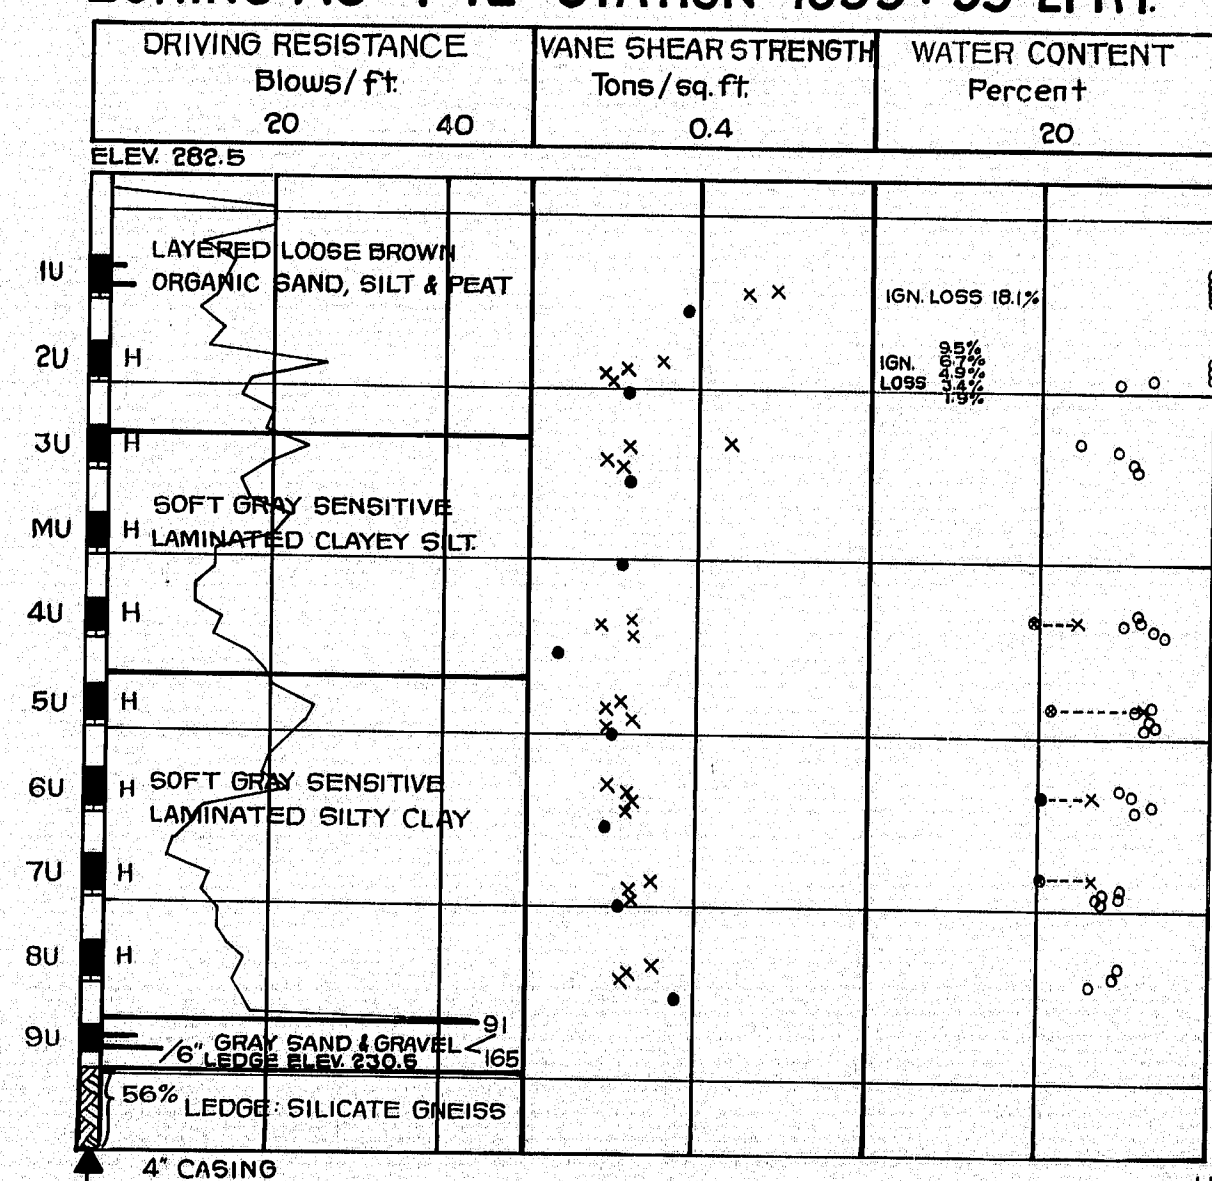 DRIVING RESISTANCE
Blows/ft.
20 40
VANE SHEAR STRENGTH
Tons/sq.ft.
0.4
WATER CONTENT
Percent
20
ELEV. 282.5
1U
LAYERED LOOSE BROWN
ORGANIC SAND, SILT & PEAT
IGN. LOSS 18.1%
2U H
IGN.
LOSS
9.5%
6.7%
4.9%
3.4%
1.9%
3U H
SOFT GRAY SENSITIVE
MU H LAMINATED CLAYEY SILT.
4U H
5U H
6U H SOFT GRAY SENSITIVE
LAMINATED SILTY CLAY
7U H
8U H
91
9U /6" GRAY SAND & GRAVEL <
LEDGE ELEV. 230.5 165
56% LEDGE: SILICATE GNEISS
4" CASING